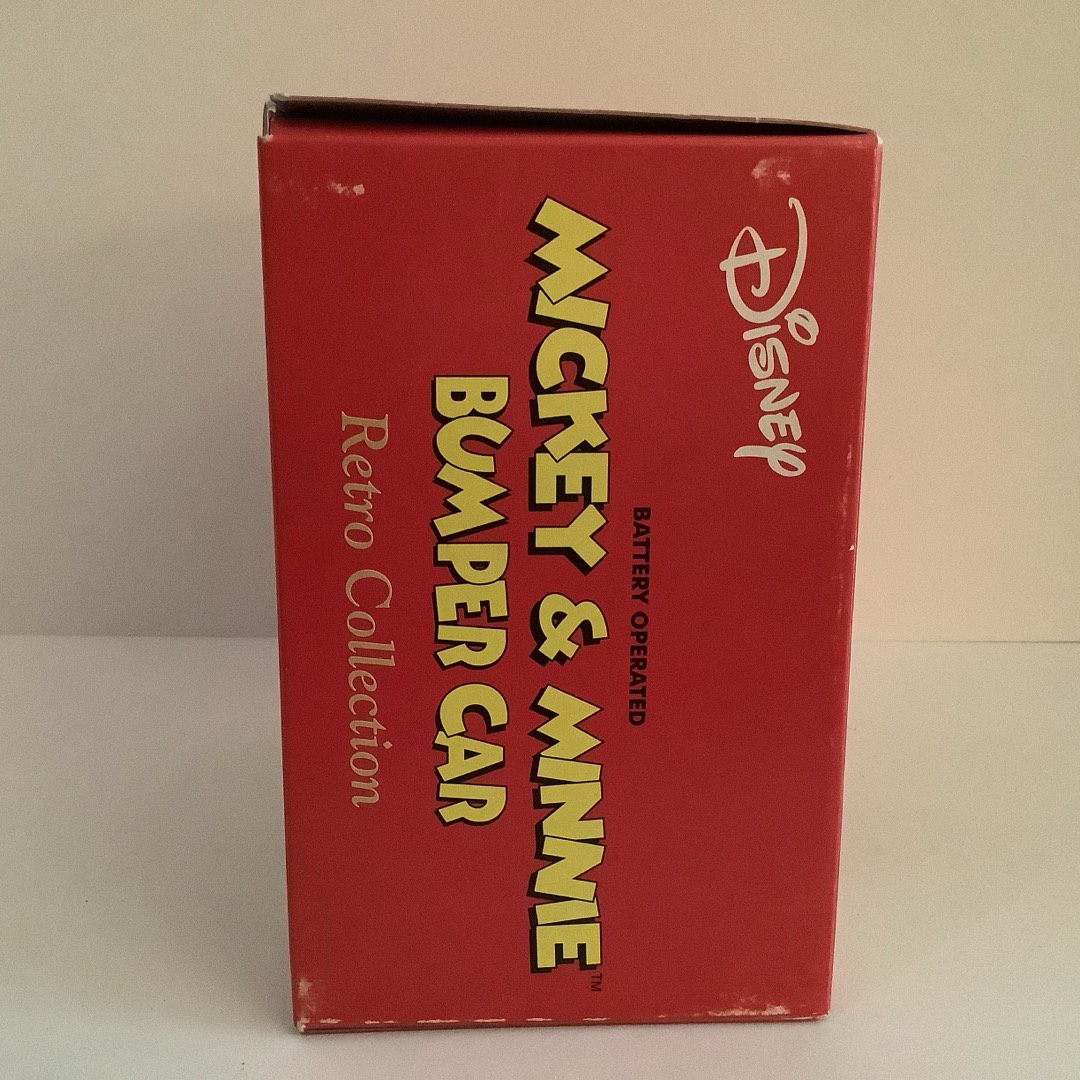 Disney
BATTERY OPERATED
MICKEY & MINNIE™
BUMPER CAR
Retro Collection